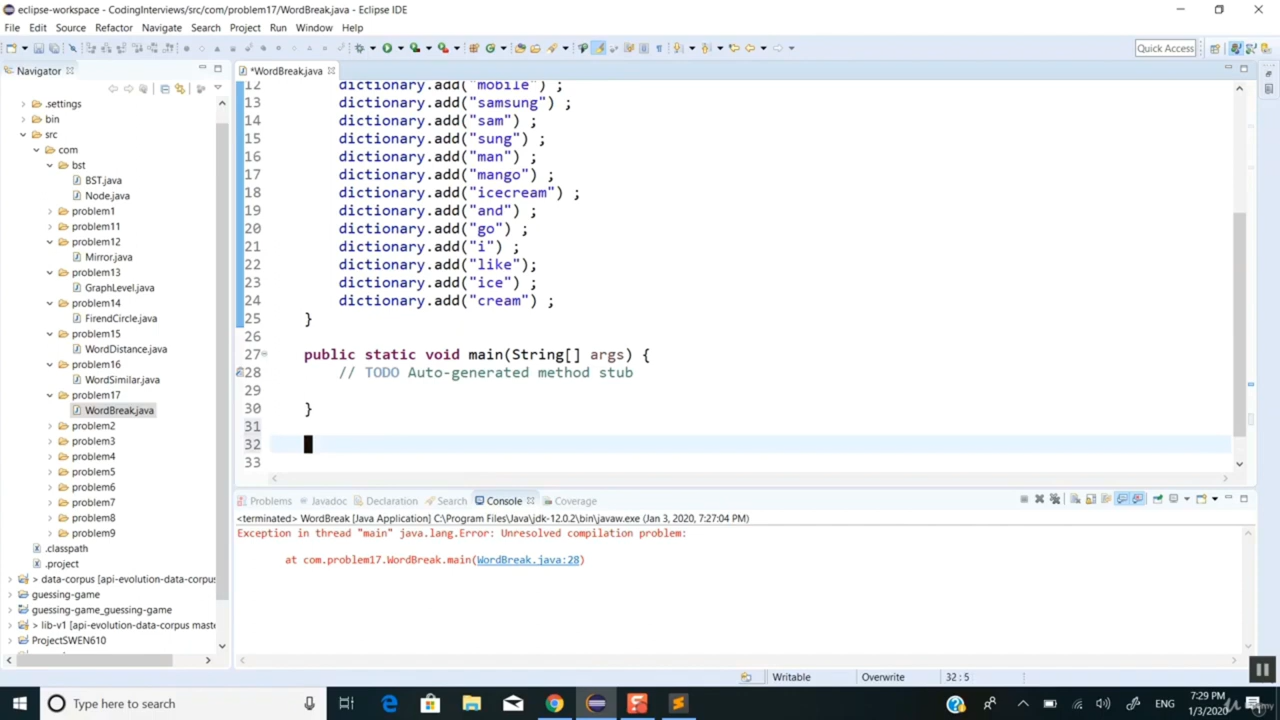 eclipse-workspace - CodingInterviews/src/com/problem17/WordBreak.java - Eclipse IDE
File Edit Source Refactor Navigate Search Project Run Window Help
Quick Access
Navigator
*WordBreak.java
.settings
bin
src
com
bst
BST.java
Node.java
problem1
problem11
problem12
Mirror.java
problem13
GraphLevel.java
problem14
FirendCircle.java
problem15
WordDistance.java
problem16
WordSimilar.java
problem17
WordBreak.java
problem2
problem3
problem4
problem5
problem6
problem7
problem8
problem9
.classpath
.project
> data-corpus [api-evolution-data-corpus
guessing-game
guessing-game_guessing-game
> lib-v1 [api-evolution-data-corpus mast
ProjectSWEN610
12 dictionary.add("mobile") ;
13 dictionary.add("samsung") ;
14 dictionary.add("sam") ;
15 dictionary.add("sung") ;
16 dictionary.add("man") ;
17 dictionary.add("mango") ;
18 dictionary.add("icecream") ;
19 dictionary.add("and") ;
20 dictionary.add("go") ;
21 dictionary.add("i") ;
22 dictionary.add("like");
23 dictionary.add("ice") ;
24 dictionary.add("cream") ;
25 }
26
27 public static void main(String[] args) {
28 // TODO Auto-generated method stub
29
30 }
31
32
33
Problems Javadoc Declaration Search Console Coverage
<terminated> WordBreak [Java Application] C:\Program Files\Java\jdk-12.0.2\bin\javaw.exe (Jan 3, 2020, 7:27:04 PM)
Exception in thread "main" java.lang.Error: Unresolved compilation problem:
at com.problem17.WordBreak.main(WordBreak.java:28)
Writable Overwrite 32 : 5
Type here to search
ENG
7:29 PM
1/3/2020